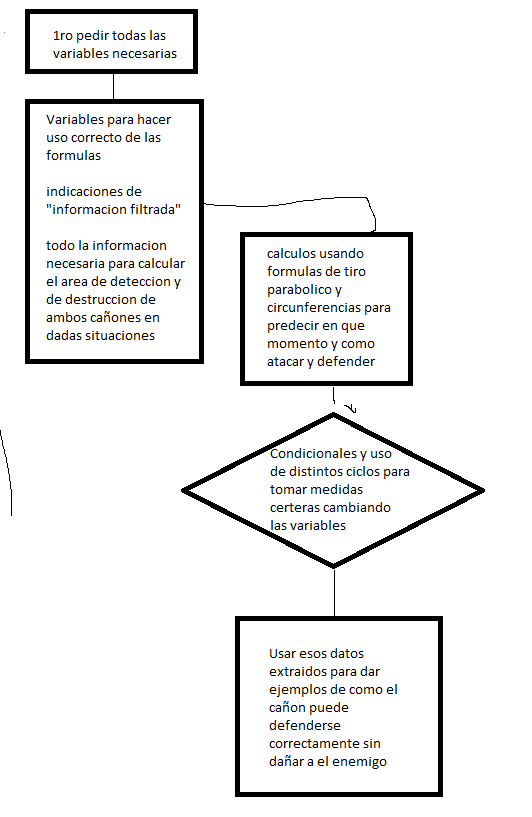 1ro pedir todas las
variables necesarias
Variables para hacer
uso correcto de las
formulas
indicaciones de
"informacion filtrada"
todo la informacion
necesaria para calcular
el area de deteccion y
de destruccion de
ambos cañones en
dadas situaciones
calculos usando
formulas de tiro
parabolico y
circunferencias para
predecir en que
momento y como
atacar y defender
Condicionales y uso
de distintos ciclos para
tomar medidas
certeras cambiando
las variables
Usar esos datos
extraidos para dar
ejemplos de como el
cañon puede
defenderse
correctamente sin
dañar a el enemigo